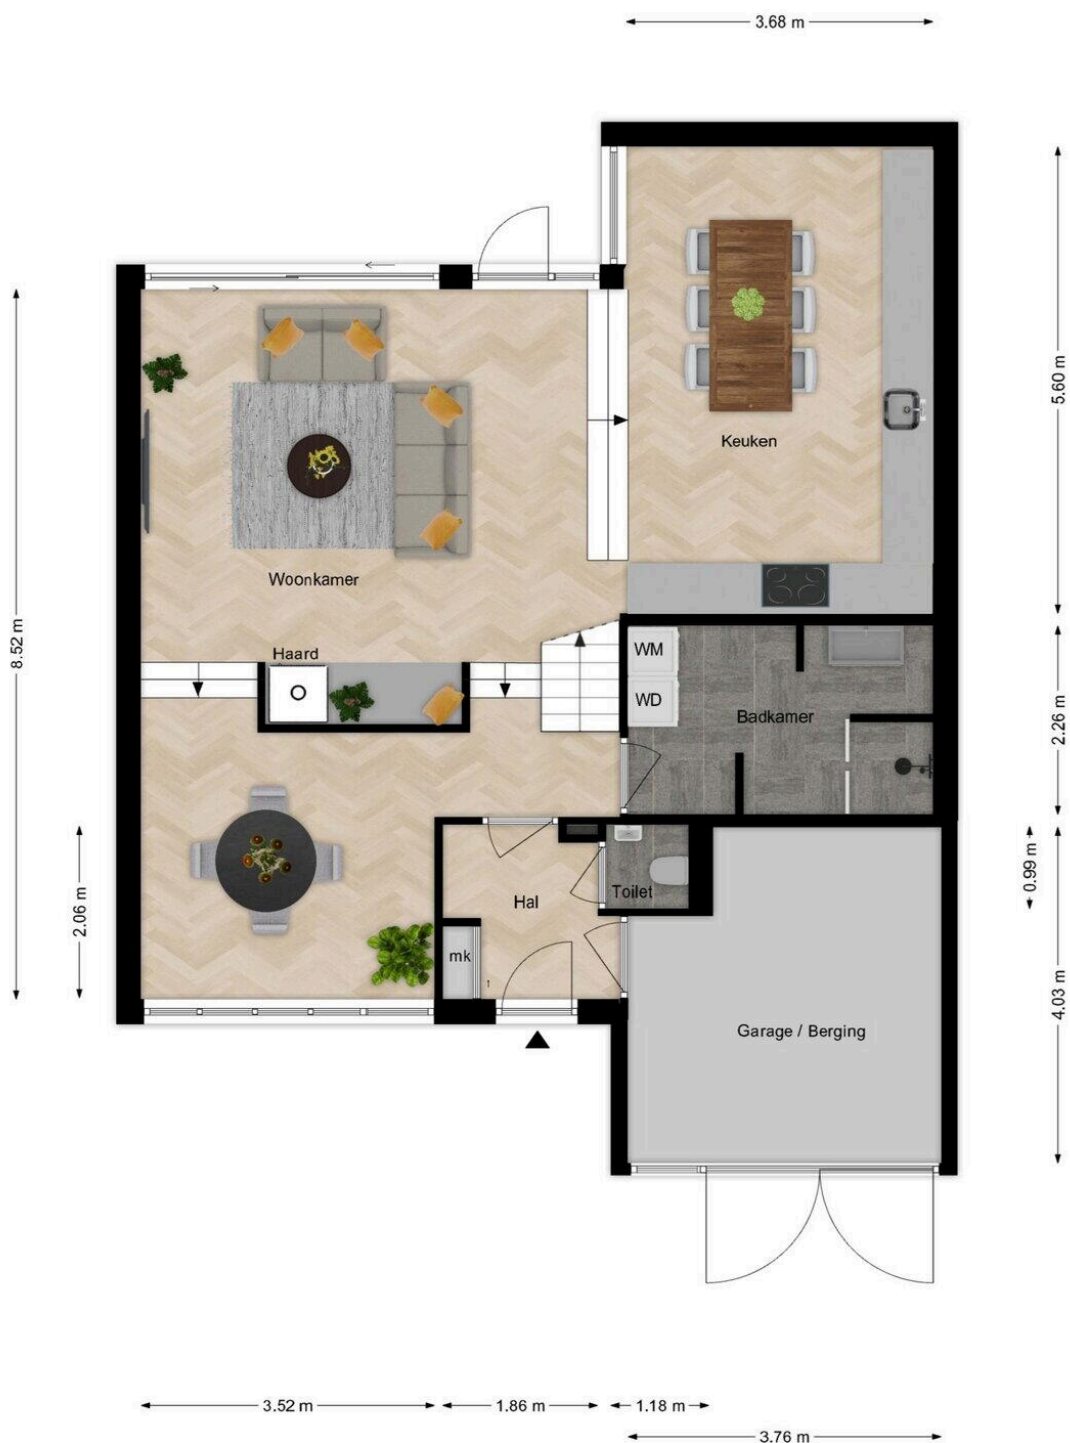 3.68 m
8.52 m
5.60 m
Keuken
Woonkamer
Haard
WM
WD
Badkamer
2.26 m
2.06 m
0.99 m
Hal
Toilet
mk
Garage / Berging
4.03 m
3.52 m
1.86 m
1.18 m
3.76 m